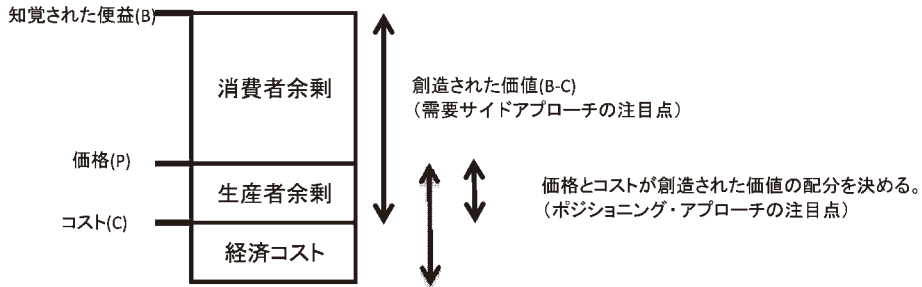 知覚された便益(B)
消費者余剰
創造された価値(B-C)
（需要サイドアプローチの注目点）
価格(P)
生産者余剰
価格とコストが創造された価値の配分を決める。
（ポジショニング・アプローチの注目点）
コスト(C)
経済コスト